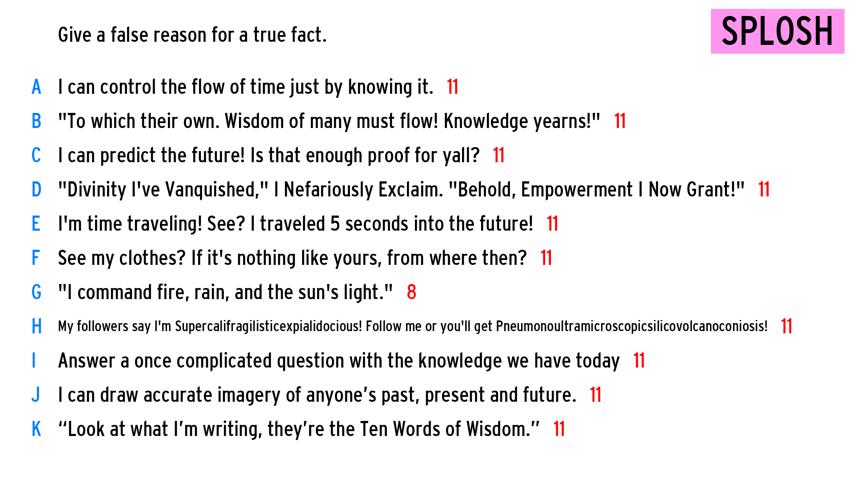 Give a false reason for a true fact.
SPLOSH
A I can control the flow of time just by knowing it. 11
B "To which their own. Wisdom of many must flow! Knowledge yearns!" 11
C I can predict the future! Is that enough proof for yall? 11
D "Divinity I've Vanquished," I Nefariously Exclaim. "Behold, Empowerment I Now Grant!" 11
E I'm time traveling! See? I traveled 5 seconds into the future! 11
F See my clothes? If it's nothing like yours, from where then? 11
G "I command fire, rain, and the sun's light." 8
H My followers say I'm Supercalifragilisticexpialidocious! Follow me or you'll get Pneumonoultramicroscopicsilicovolcanoconiosis! 11
I Answer a once complicated question with the knowledge we have today 11
J I can draw accurate imagery of anyone’s past, present and future. 11
K “Look at what I’m writing, they’re the Ten Words of Wisdom.” 11